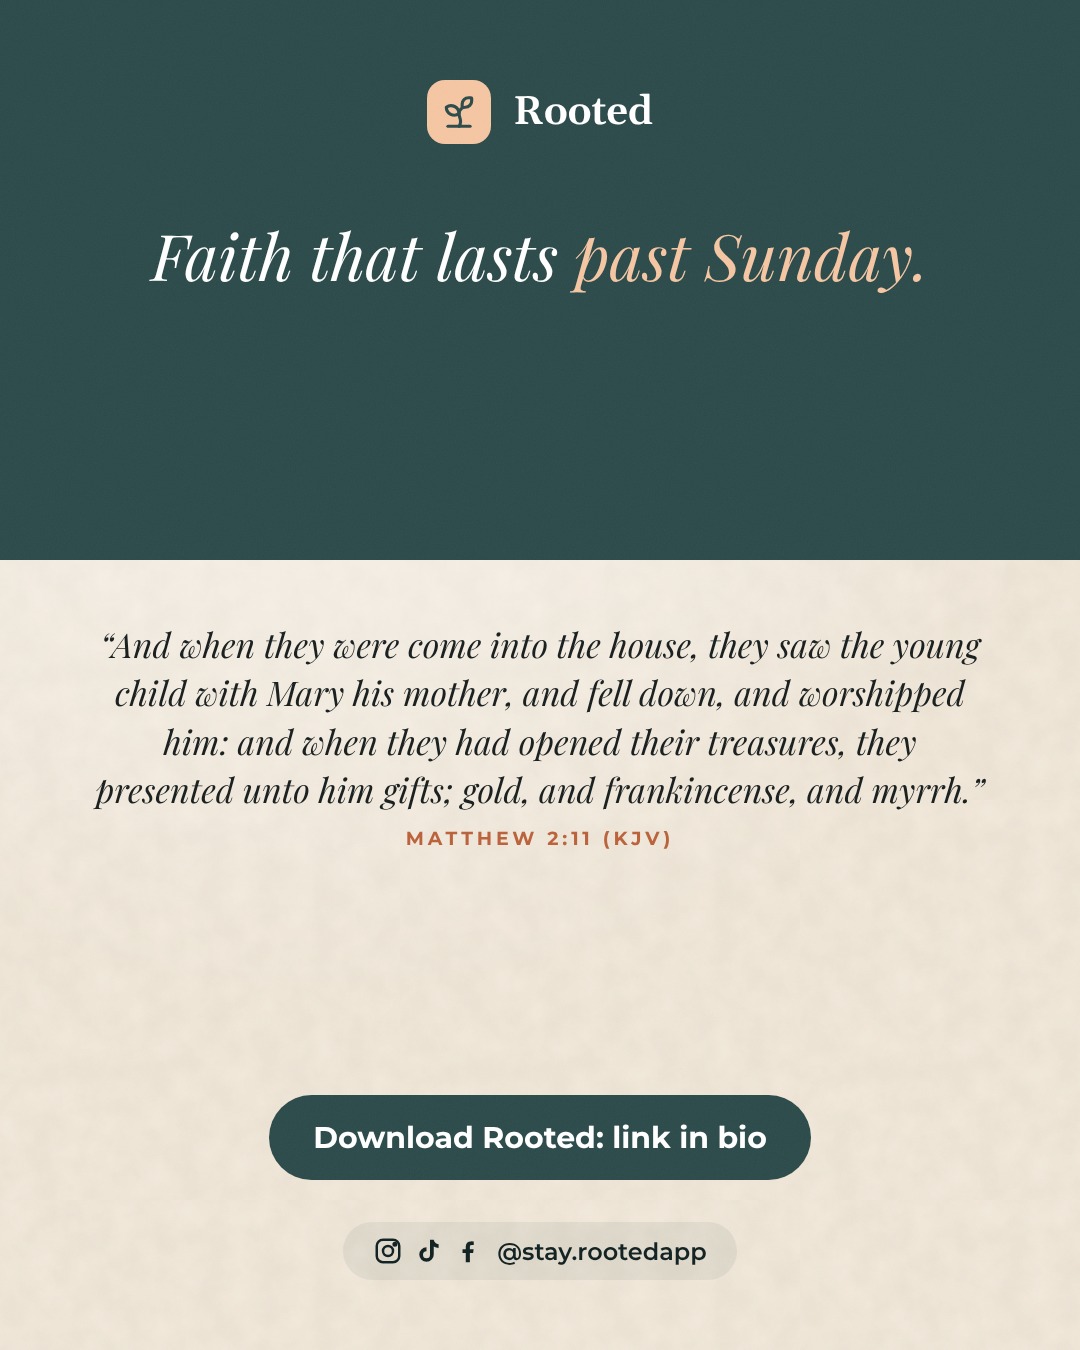 Rooted
Faith that lasts past Sunday.
“And when they were come into the house, they saw the young
child with Mary his mother, and fell down, and worshipped
him: and when they had opened their treasures, they
presented unto him gifts; gold, and frankincense, and myrrh.”
MATTHEW 2:11 (KJV)
Download Rooted: link in bio
@stay.rootedapp